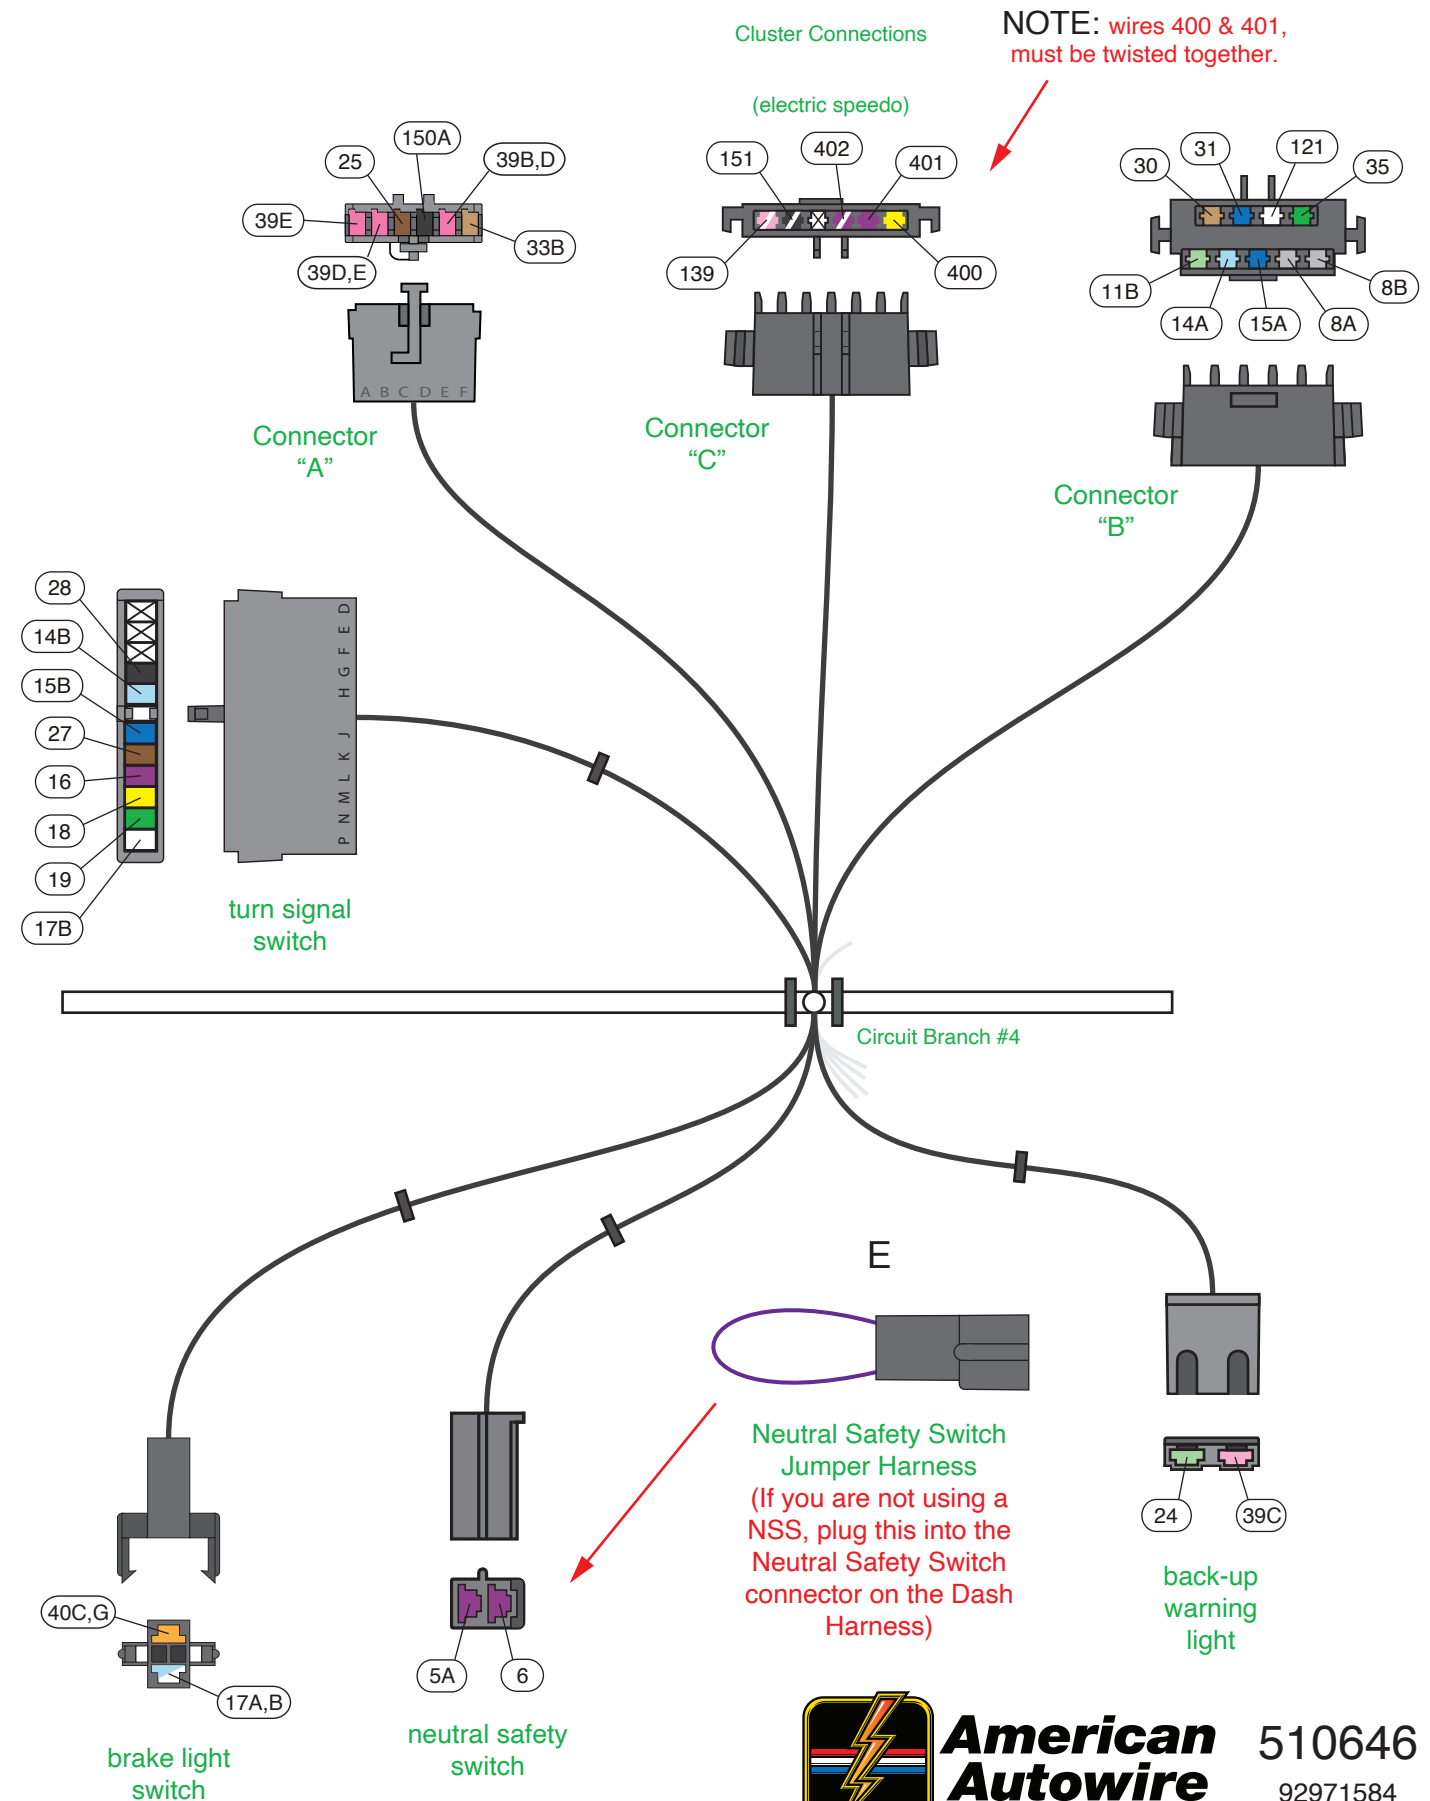 Cluster Connections
(electric speedo)
NOTE: wires 400 & 401,
must be twisted together.
150A
25
39B,D
39E
39D,E
33B
A B C D E F
Connector
“A”
151
402
401
139
400
Connector
“C”
30
31
121
35
11B
14A
15A
8A
8B
Connector
“B”
28
14B
15B
27
16
18
19
17B
D
E
F
G
H
J
K
L
M
N
P
turn signal
switch
Circuit Branch #4
E
Neutral Safety Switch
Jumper Harness
(If you are not using a
NSS, plug this into the
Neutral Safety Switch
connector on the Dash
Harness)
24
39C
back-up
warning
light
40C,G
17A,B
brake light
switch
5A
6
neutral safety
switch
American
Autowire
510646
92971584